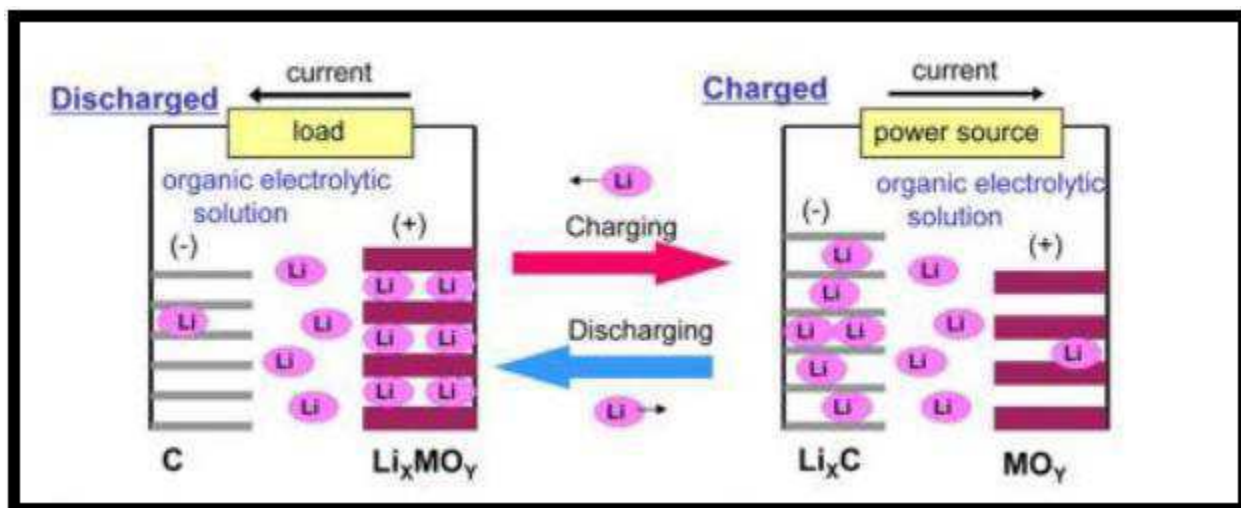 current
Discharged
load
organic electrolytic
solution
(-)
(+)
Li
Li
Li
Li
Li
Li
Li
Li
Li
Li
Li
C
LiXMOY
Li
Charging
Discharging
Li
current
Charged
power source
organic electrolytic
solution
(-)
(+)
Li
Li
Li
Li
Li
Li
Li
Li
Li
Li
Li
LiXC
MOY